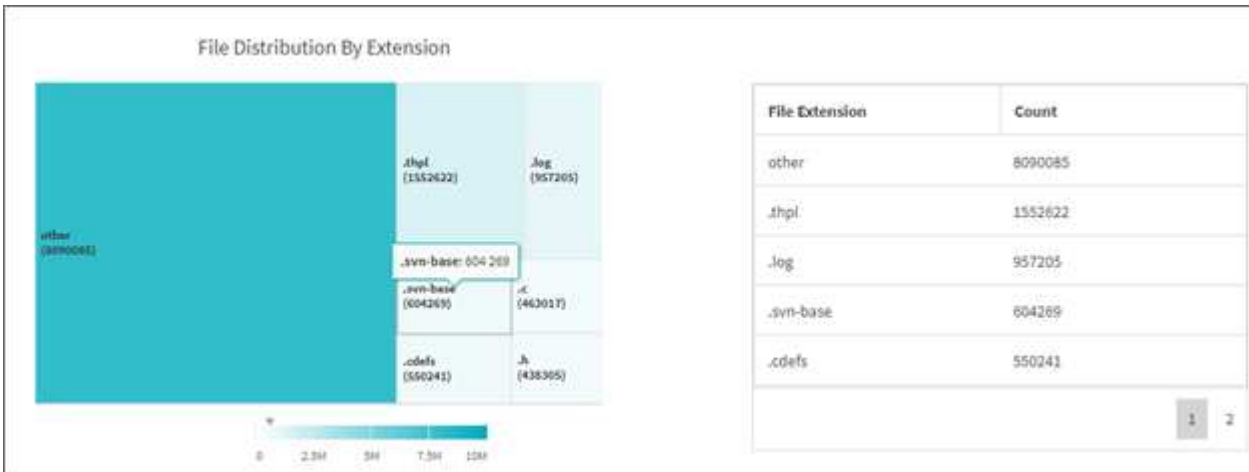 File Distribution By Extension
other
(8090085)
.thpl
(1552622)
.log
(957205)
.svn-base: 604 269
.svn-base
(604269)
.c
(463017)
.cdefs
(550241)
.h
(438305)
0 2.5M 5M 7.5M 10M
File Extension Count
other 8090085
.thpl 1552622
.log 957205
.svn-base 604269
.cdefs 550241
1 2